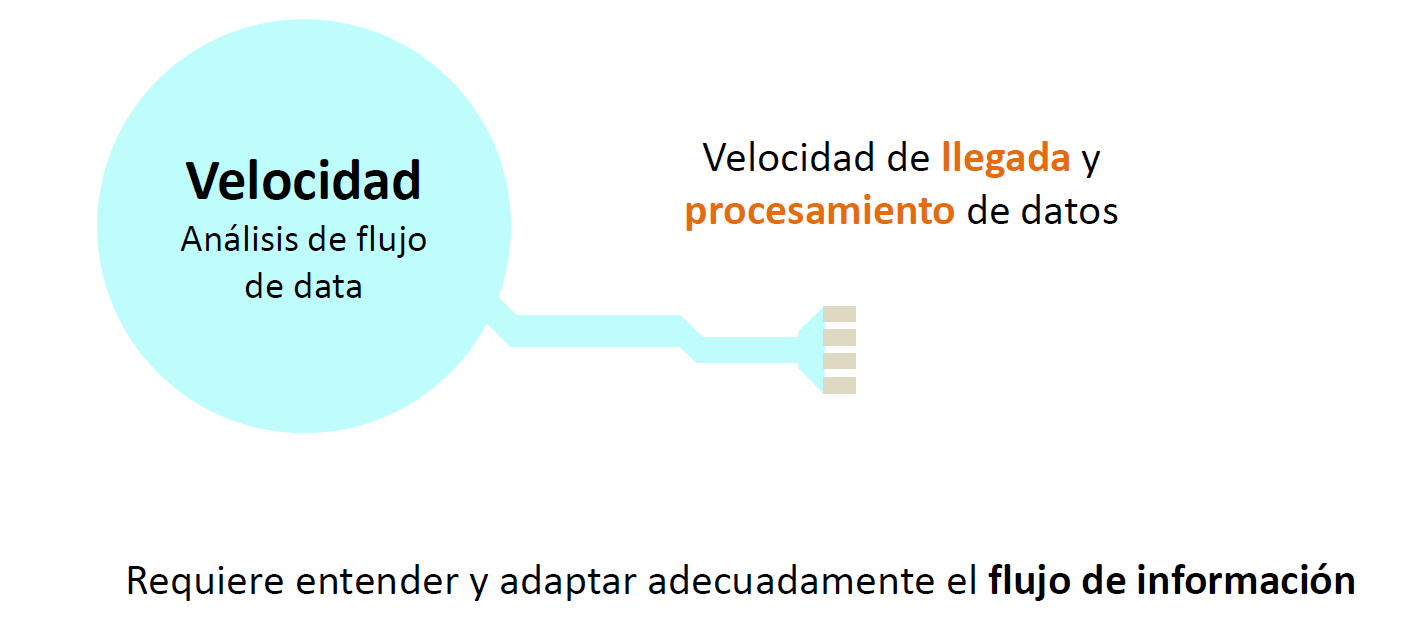 Velocidad
Análisis de flujo
de data
Velocidad de llegada y
procesamiento de datos
Requiere entender y adaptar adecuadamente el flujo de información